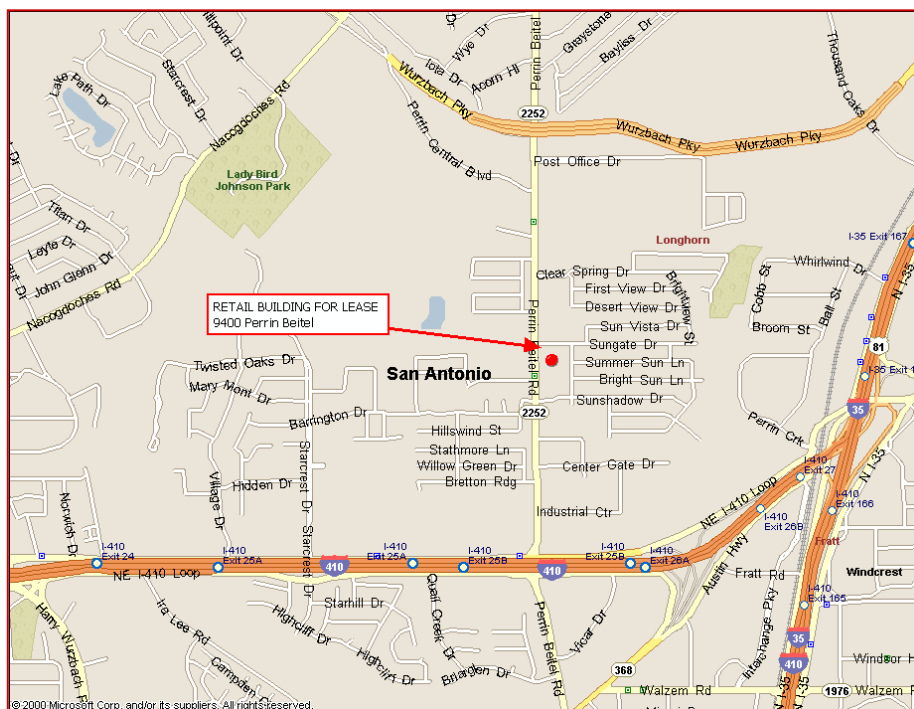 Hillpoint Dr
Starcrest Dr
Lake Path Dr
Nacogdoches Rd
Lady Bird
Johnson Park
Wye Dr
Iota Dr
Acorn Hl
Greystone
Bayliss Dr
Perrin Beitel
Wurzbach Pky
2252
Wurzbach Pky
Wurzbach Pky
Thousand Oaks Dr
Perrin Central Blvd
Post Office Dr
Titan Dr
Leyte Dr
John Glenn Dr
Nacogdoches Rd
Longhorn
I-35 Exit 167
Whirlwind Dr
Clear Spring Dr
First View Dr
Desert View Dr
Sun Vista Dr
Brightview St
Cobb St
Ball St
Broom St
N I-35
81
RETAIL BUILDING FOR LEASE
9400 Perrin Beitel
Perrin Beitel Rd
Sungate Dr
Summer Sun Ln
Bright Sun Ln
Sunshadow Dr
I-35 Exit
35
Twisted Oaks Dr
Mary Mont Dr
San Antonio
Barrington Dr
2252
Hillswind St
Stathmore Ln
Willow Green Dr
Bretton Rdg
Center Gate Dr
Industrial Ctr
Perrin Crk
Starcrest Dr
Starcrest Dr
Hidden Dr
Village Dr
Norwich Dr
NE I-410 Loop
I-410
Exit 27
I-410
Exit 166
I-410
Exit 26B
N I-35
Austin Hwy
Fratt
Fratt Rd
Windcrest
I-410
Exit 24
I-410
Exit 25A
I-410
Exit 25A
I-410
Exit 25B
I-410
Exit 25B
I-410
Exit 26A
410
410
NE I-410 Loop
I-410
Exit 165
Interchange Pky
35
410
Harry Wurzbach
Ira Lee Rd
Campden
Highcliff Dr
Starhill Dr
Highcliff Dr
Quail Creek Dr
Briarglen Dr
Perrin Beitel Rd
Vicar Dr
368
Walzem Rd
1976
Windsor H
© 2000 Microsoft Corp. and/or its suppliers. All rights reserved.